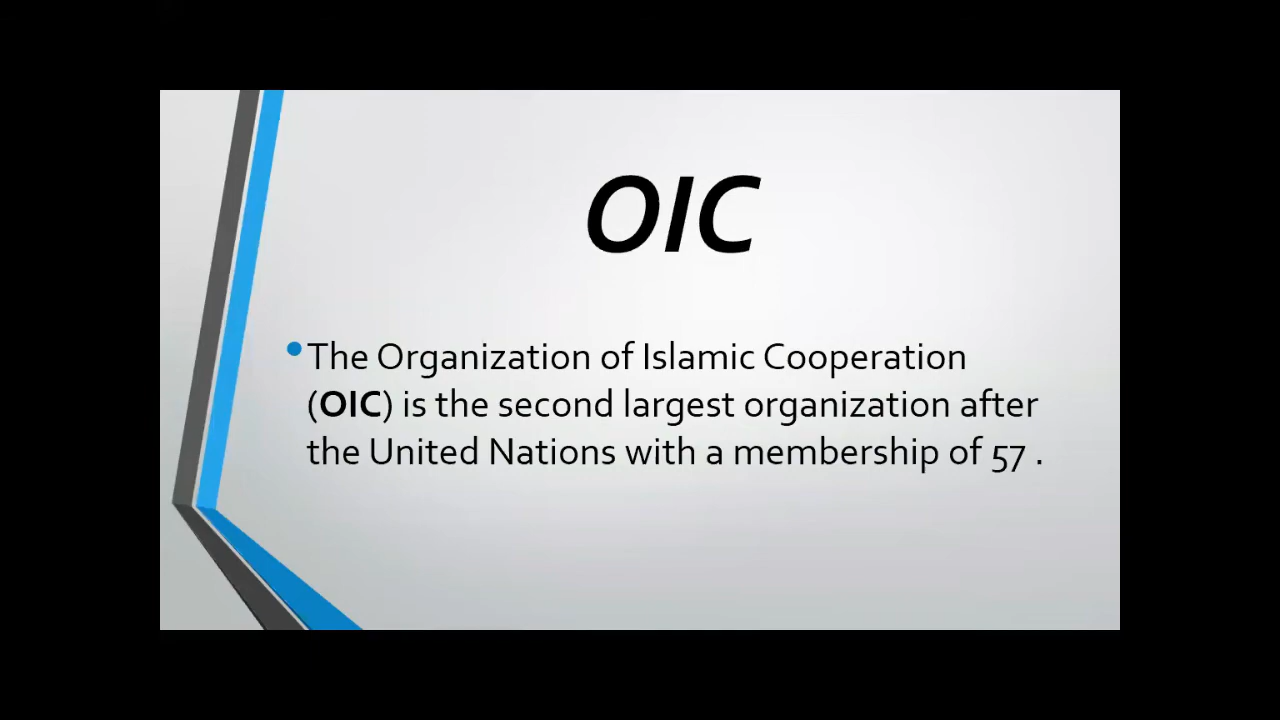 OIC
•The Organization of Islamic Cooperation
(OIC) is the second largest organization after
the United Nations with a membership of 57 .